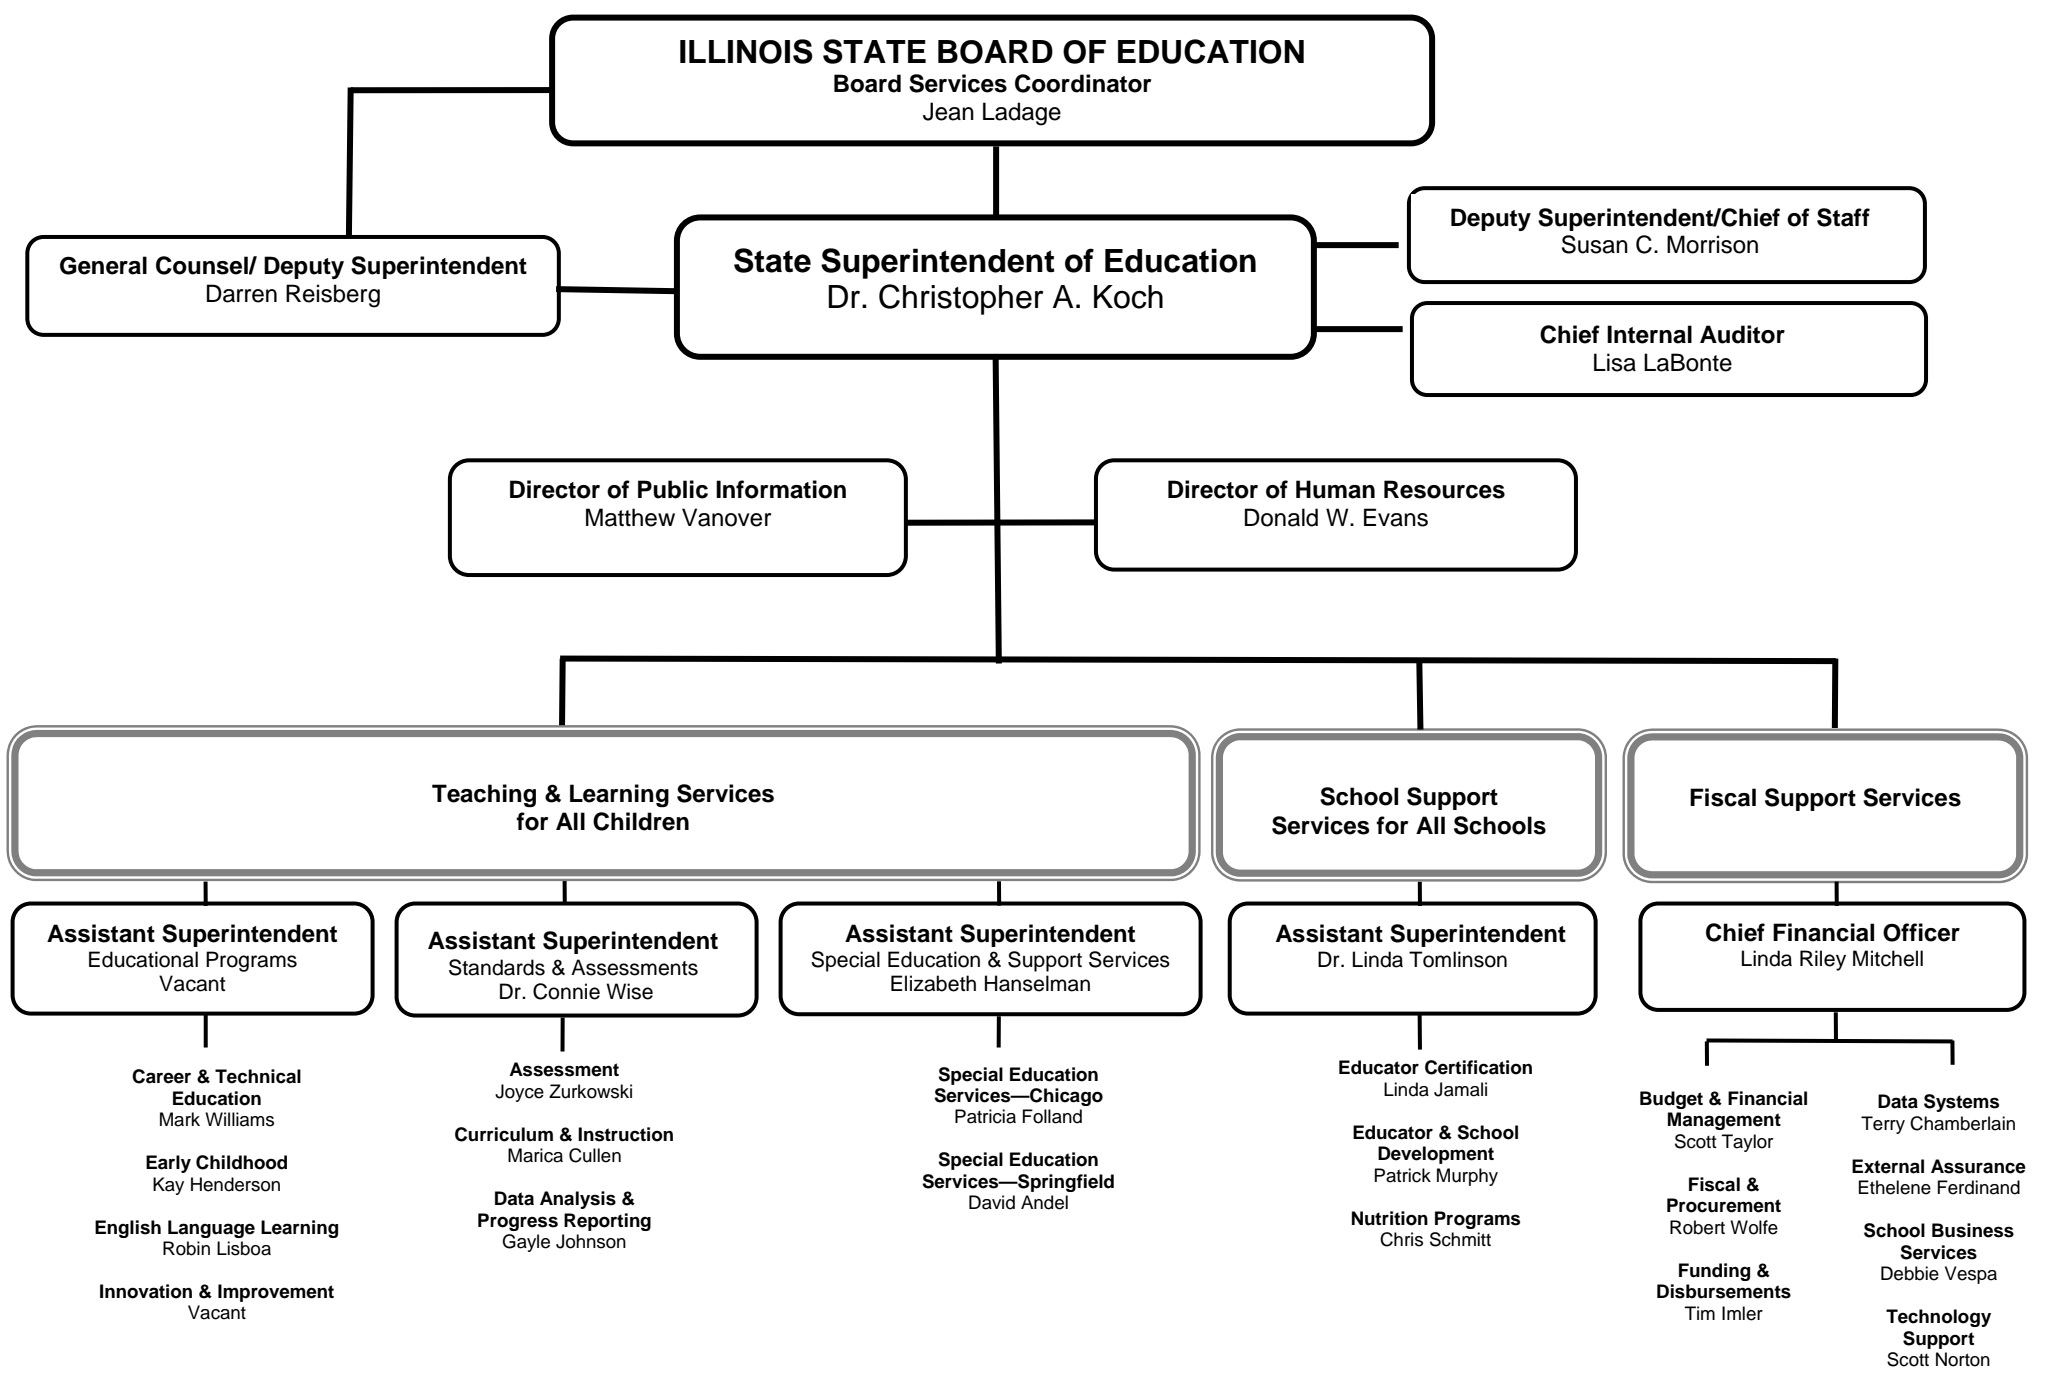 ILLINOIS STATE BOARD OF EDUCATION
Board Services Coordinator
Jean Ladage
General Counsel/ Deputy Superintendent
Darren Reisberg
State Superintendent of Education
Dr. Christopher A. Koch
Deputy Superintendent/Chief of Staff
Susan C. Morrison
Chief Internal Auditor
Lisa LaBonte
Director of Public Information
Matthew Vanover
Director of Human Resources
Donald W. Evans
Teaching & Learning Services
for All Children
School Support
Services for All Schools
Fiscal Support Services
Assistant Superintendent
Educational Programs
Vacant
Assistant Superintendent
Standards & Assessments
Dr. Connie Wise
Assistant Superintendent
Special Education & Support Services
Elizabeth Hanselman
Assistant Superintendent
Dr. Linda Tomlinson
Chief Financial Officer
Linda Riley Mitchell
Career & Technical
Education
Mark Williams
Early Childhood
Kay Henderson
English Language Learning
Robin Lisboa
Innovation & Improvement
Vacant
Assessment
Joyce Zurkowski
Curriculum & Instruction
Marica Cullen
Data Analysis &
Progress Reporting
Gayle Johnson
Special Education
Services—Chicago
Patricia Folland
Special Education
Services—Springfield
David Andel
Educator Certification
Linda Jamali
Educator & School
Development
Patrick Murphy
Nutrition Programs
Chris Schmitt
Budget & Financial
Management
Scott Taylor
Fiscal &
Procurement
Robert Wolfe
Funding &
Disbursements
Tim Imler
Data Systems
Terry Chamberlain
External Assurance
Ethelene Ferdinand
School Business
Services
Debbie Vespa
Technology
Support
Scott Norton